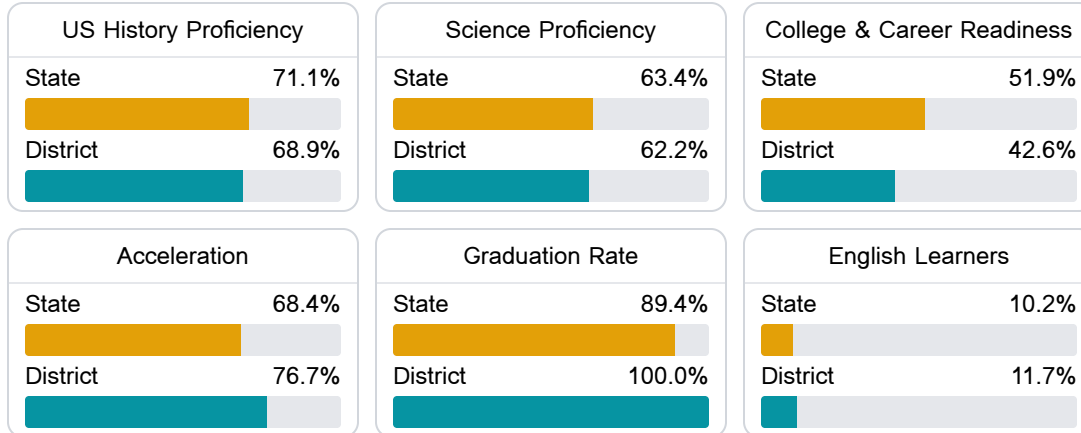 US History Proficiency
State 71.1%
District 68.9%
Science Proficiency
State 63.4%
District 62.2%
College & Career Readiness
State 51.9%
District 42.6%
Acceleration
State 68.4%
District 76.7%
Graduation Rate
State 89.4%
District 100.0%
English Learners
State 10.2%
District 11.7%